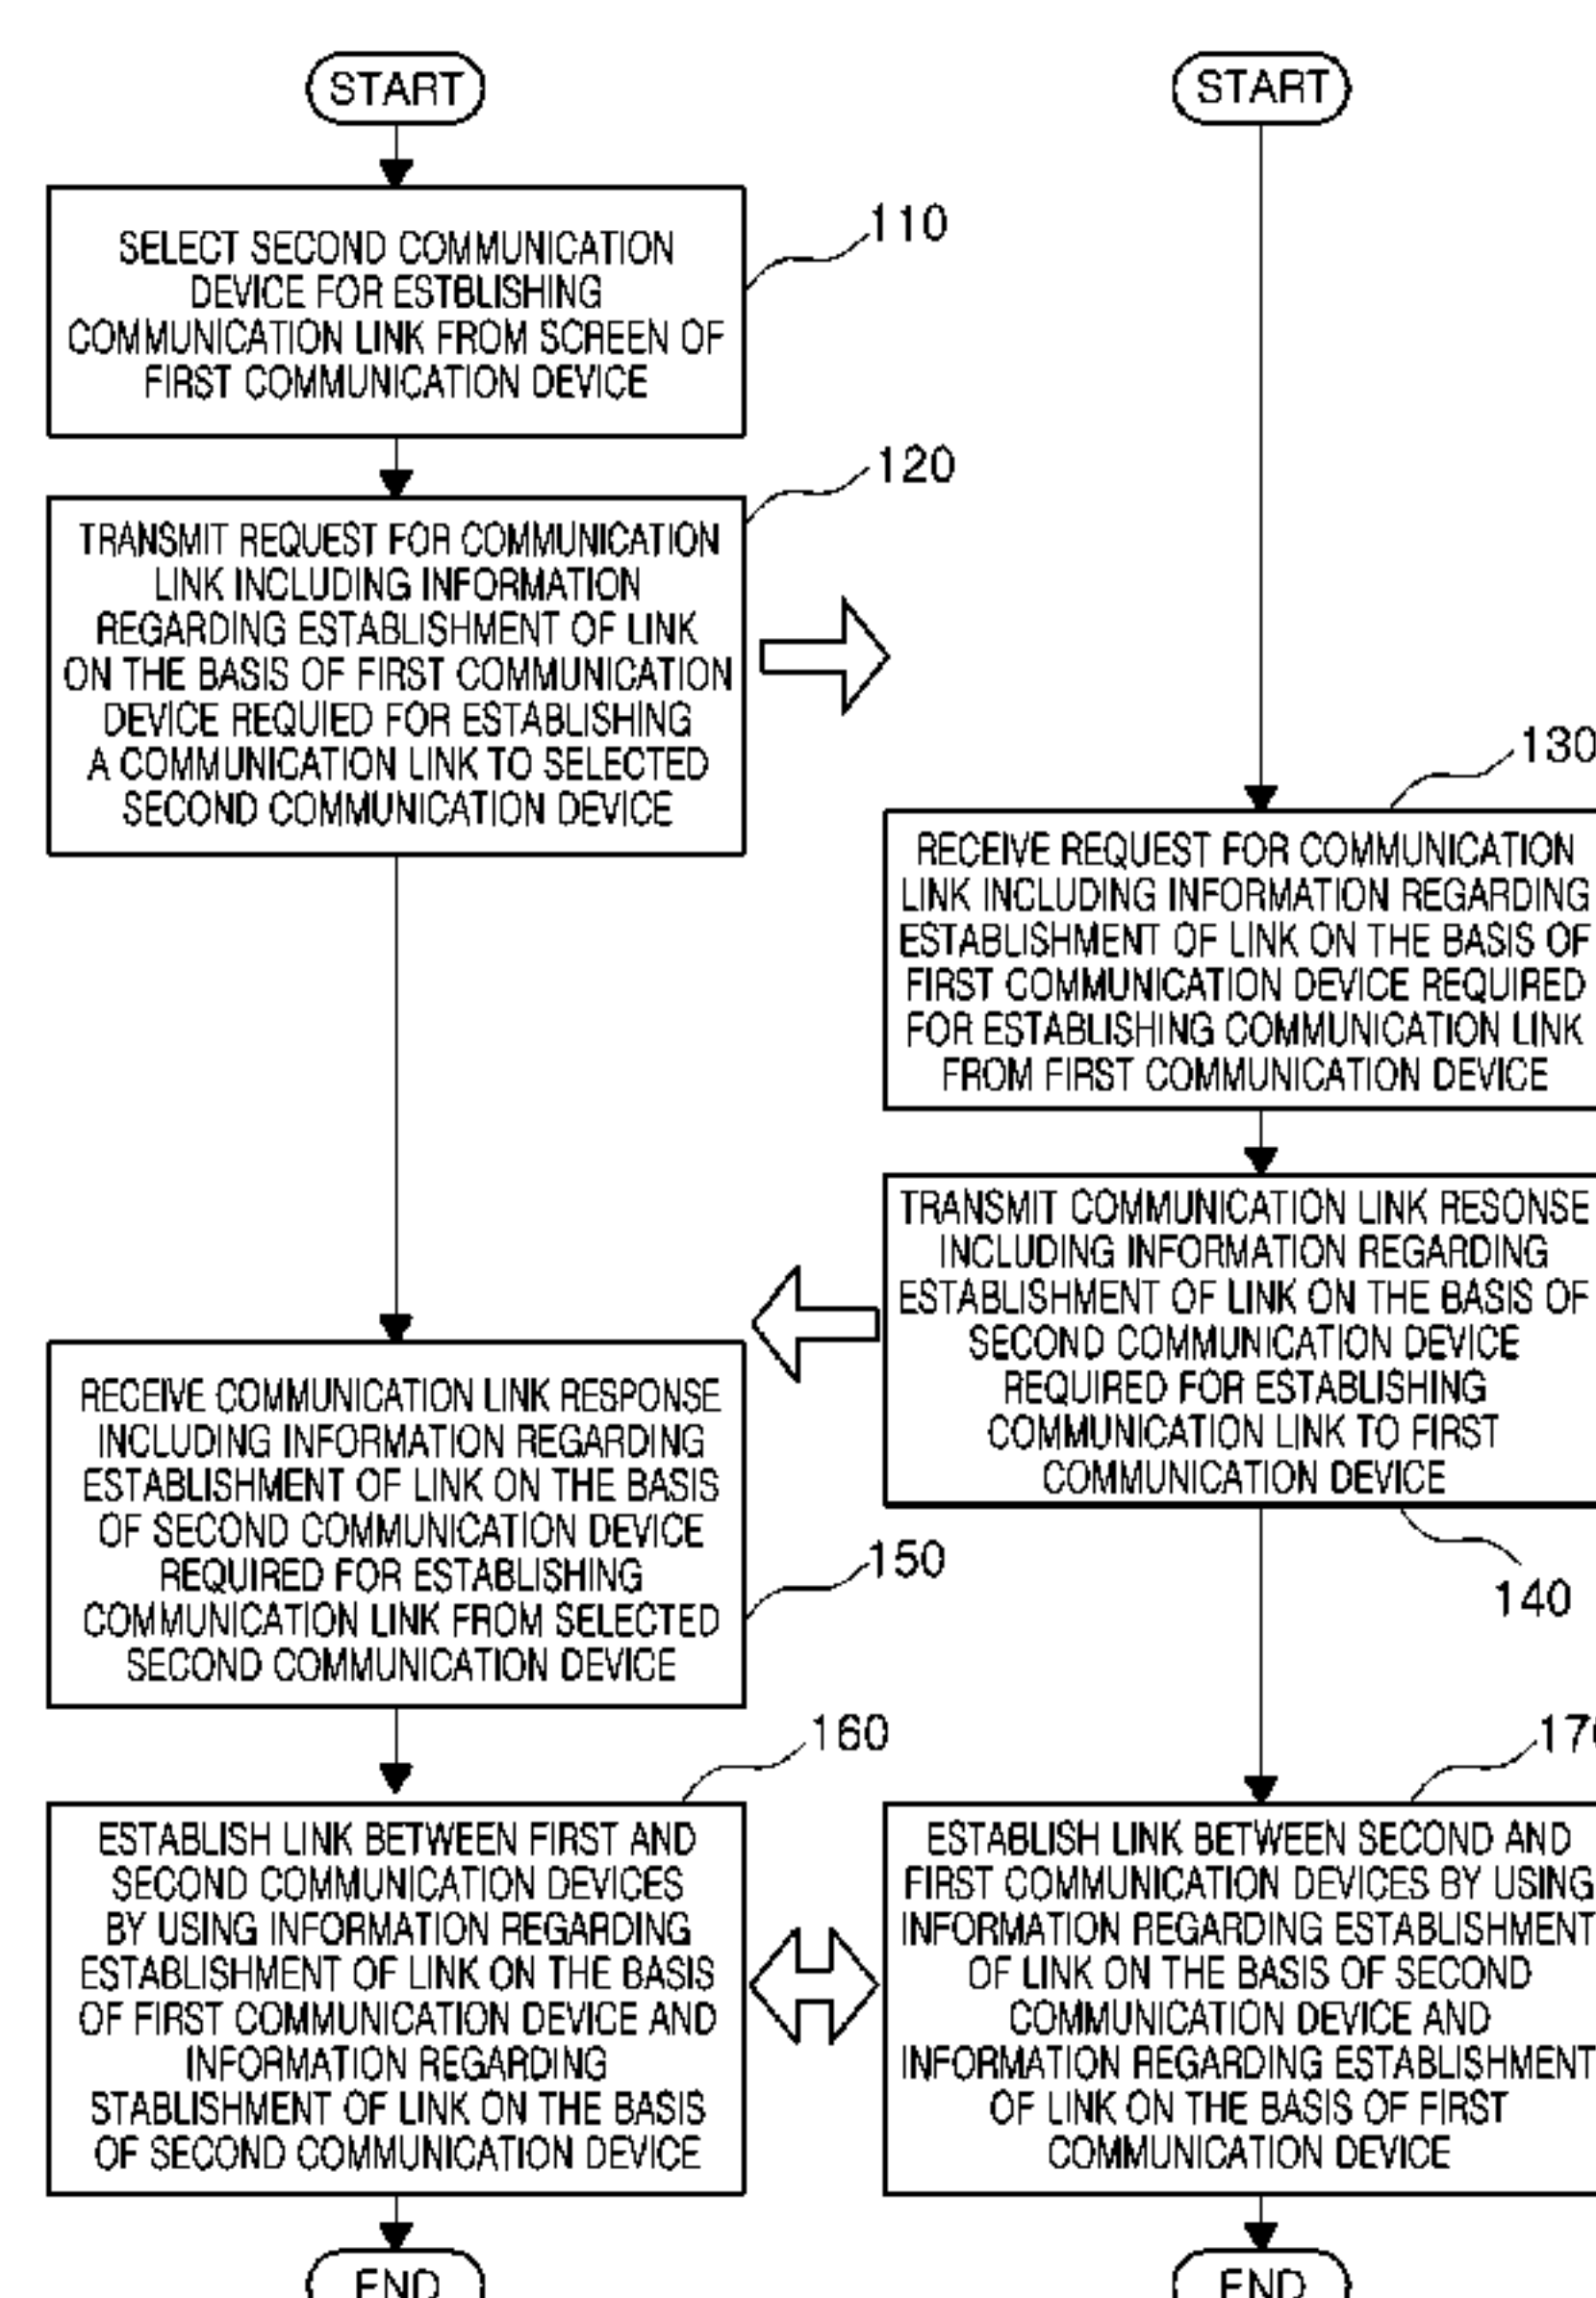 START
SELECT SECOND COMMUNICATION
DEVICE FOR ESTBLISHING
COMMUNICATION LINK FROM SCREEN OF
FIRST COMMUNICATION DEVICE
110
TRANSMIT REQUEST FOR COMMUNICATION
LINK INCLUDING INFORMATION
REGARDING ESTABLISHMENT OF LINK
ON THE BASIS OF FIRST COMMUNICATION
DEVICE REQUIED FOR ESTABLISHING
A COMMUNICATION LINK TO SELECTED
SECOND COMMUNICATION DEVICE
120
START
130
RECEIVE REQUEST FOR COMMUNICATION
LINK INCLUDING INFORMATION REGARDING
ESTABLISHMENT OF LINK ON THE BASIS OF
FIRST COMMUNICATION DEVICE REQUIRED
FOR ESTABLISHING COMMUNICATION LINK
FROM FIRST COMMUNICATION DEVICE
TRANSMIT COMMUNICATION LINK RESONSE
INCLUDING INFORMATION REGARDING
ESTABLISHMENT OF LINK ON THE BASIS OF
SECOND COMMUNICATION DEVICE
REQUIRED FOR ESTABLISHING
COMMUNICATION LINK TO FIRST
COMMUNICATION DEVICE
140
RECEIVE COMMUNICATION LINK RESPONSE
INCLUDING INFORMATION REGARDING
ESTABLISHMENT OF LINK ON THE BASIS
OF SECOND COMMUNICATION DEVICE
REQUIRED FOR ESTABLISHING
COMMUNICATION LINK FROM SELECTED
SECOND COMMUNICATION DEVICE
150
160
ESTABLISH LINK BETWEEN FIRST AND
SECOND COMMUNICATION DEVICES
BY USING INFORMATION REGARDING
ESTABLISHMENT OF LINK ON THE BASIS
OF FIRST COMMUNICATION DEVICE AND
INFORMATION REGARDING
STABLISHMENT OF LINK ON THE BASIS
OF SECOND COMMUNICATION DEVICE
END
170
ESTABLISH LINK BETWEEN SECOND AND
FIRST COMMUNICATION DEVICES BY USING
INFORMATION REGARDING ESTABLISHMENT
OF LINK ON THE BASIS OF SECOND
COMMUNICATION DEVICE AND
INFORMATION REGARDING ESTABLISHMENT
OF LINK ON THE BASIS OF FIRST
COMMUNICATION DEVICE
END